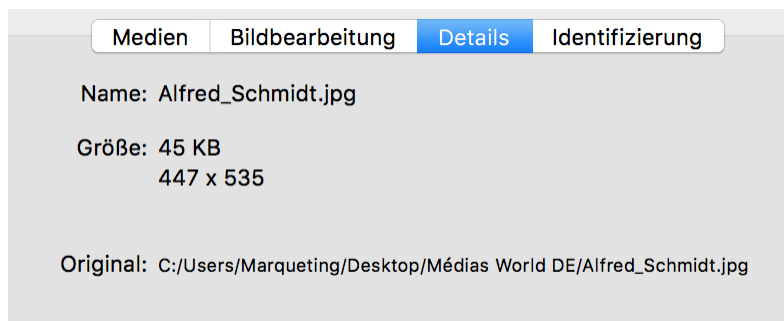 Medien Bildbearbeitung Details Identifizierung
Name: Alfred_Schmidt.jpg
Größe: 45 KB
447 x 535
Original: C:/Users/Marqueting/Desktop/Médias World DE/Alfred_Schmidt.jpg